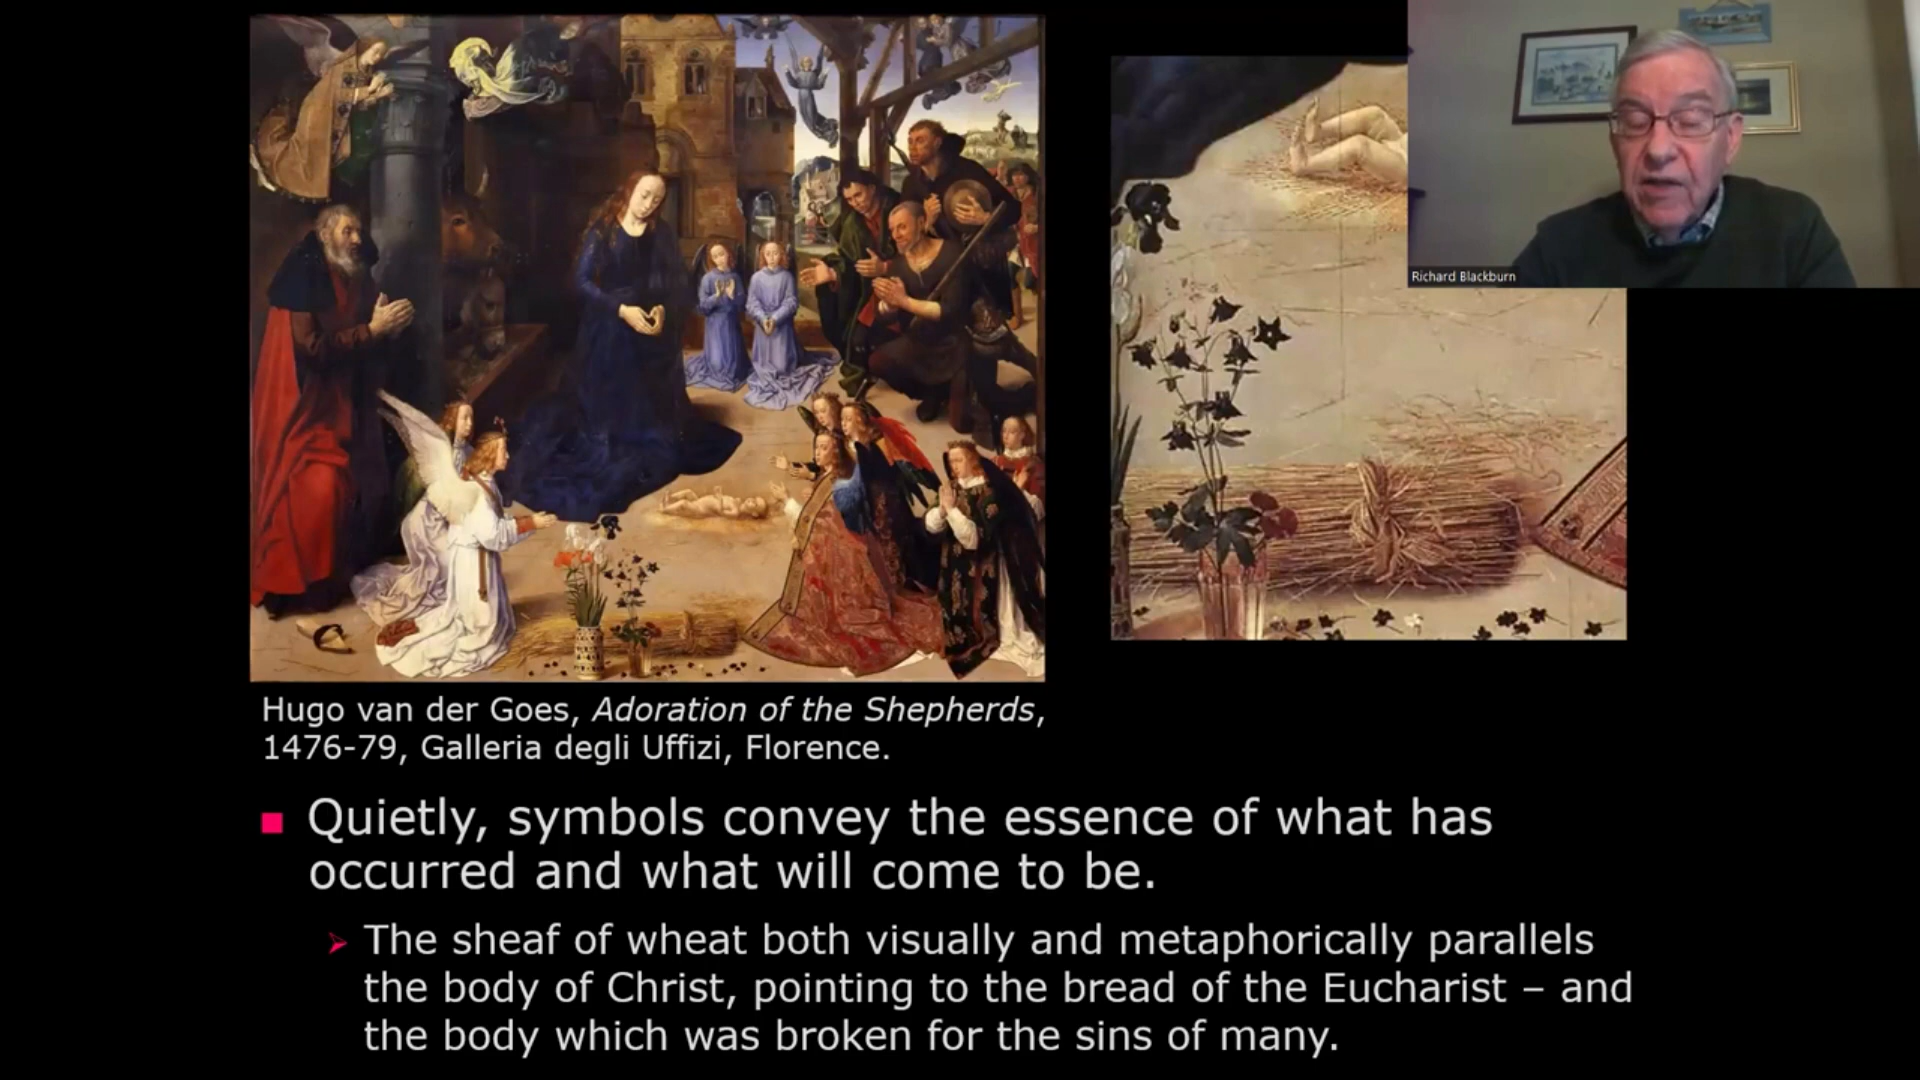 Richard Blackburn
Hugo van der Goes, Adoration of the Shepherds,
1476-79, Galleria degli Uffizi, Florence.
Quietly, symbols convey the essence of what has
occurred and what will come to be.
The sheaf of wheat both visually and metaphorically parallels
the body of Christ, pointing to the bread of the Eucharist – and
the body which was broken for the sins of many.